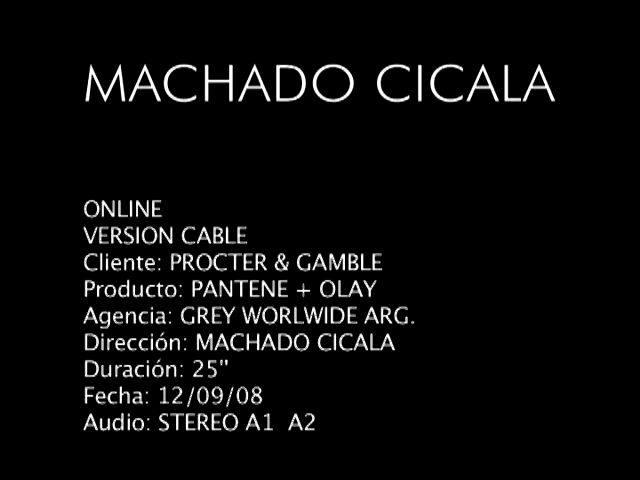 MACHADO CICALA
ONLINE
VERSION CABLE
Cliente: PROCTER & GAMBLE
Producto: PANTENE + OLAY
Agencia: GREY WORLWIDE ARG.
Dirección: MACHADO CICALA
Duración: 25"
Fecha: 12/09/08
Audio: STEREO A1  A2